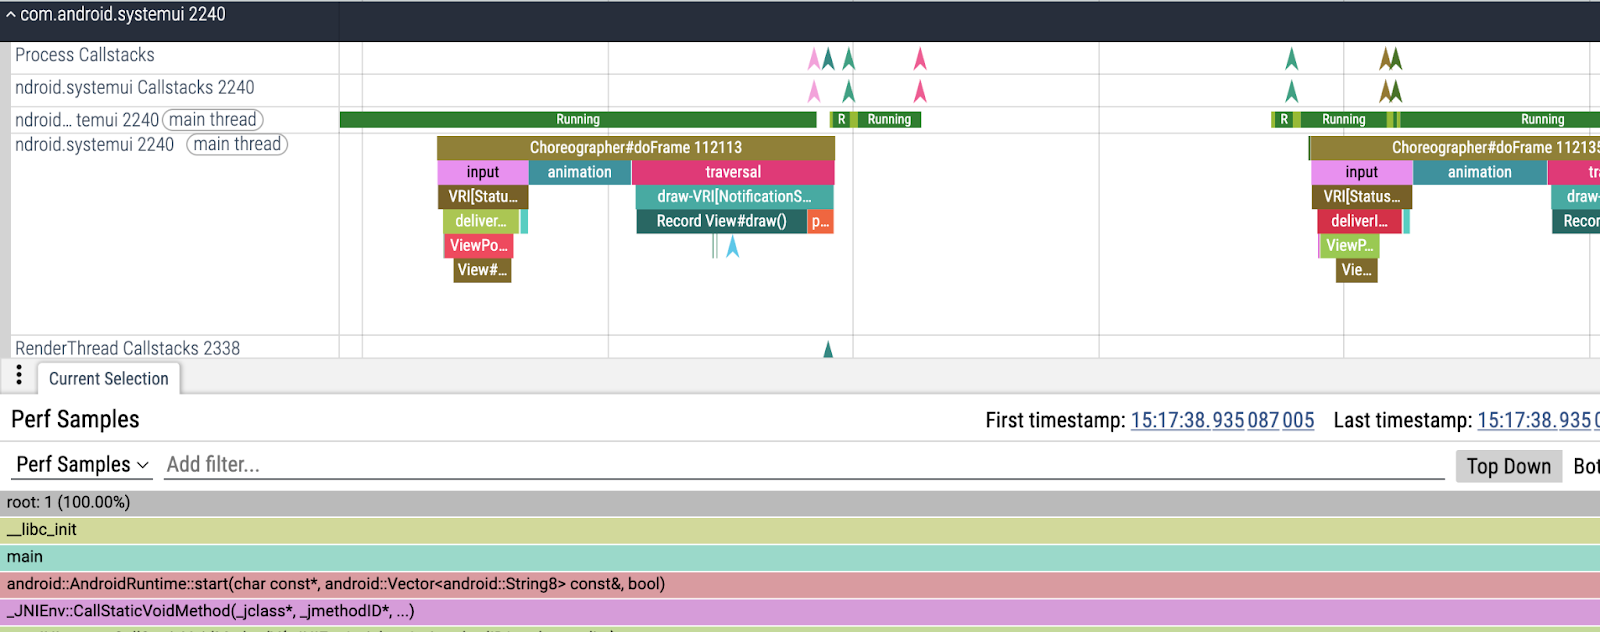 com.android.systemui 2240
Process Callstacks
ndroid.systemui Callstacks 2240
ndroid... temui 2240 main thread Running R Running R Running Running
ndroid.systemui 2240 main thread Choreographer#doFrame 112113 Choreographer#doFrame 112135
input animation traversal input animation tr
VRI[Statu... draw-VRI[NotificationS... VRI[Status... draw-
deliver... Record View#draw() p... deliverI... Recor
ViewPo... ViewP...
View#... Vie...
RenderThread Callstacks 2338
Current Selection
Perf Samples First timestamp: 15:17:38.935 087 005 Last timestamp: 15:17:38.935
Perf Samples Add filter... Top Down Bot
root: 1 (100.00%)
__libc_init
main
android::AndroidRuntime::start(char const*, android::Vector<android::String8> const&, bool)
_JNIEnv::CallStaticVoidMethod(_jclass*, _jmethodID*, ...)